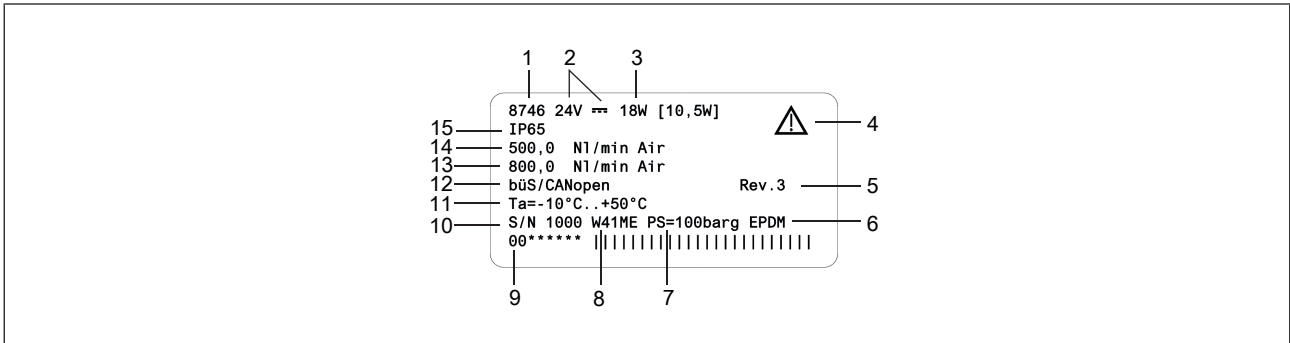 1 2 3
8746 24V ⎓ 18W [10,5W]
4
15 IP65
14 500,0 Nl/min Air
13 800,0 Nl/min Air
12 büS/CANopen Rev.3 5
11 Ta=-10°C..+50°C
10 S/N 1000 W41ME PS=100barg EPDM 6
00******
9 8 7